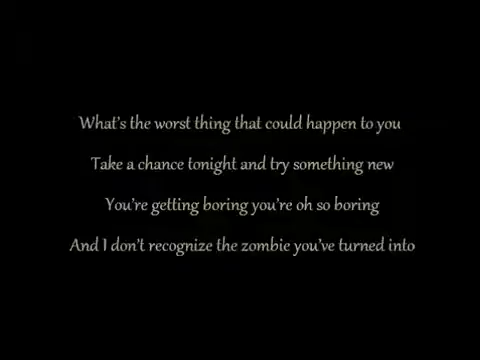 What's the worst thing that could happen to you
Take a chance tonight and try something new
You're getting boring you're oh so boring
And I don't recognize the zombie you've turned into